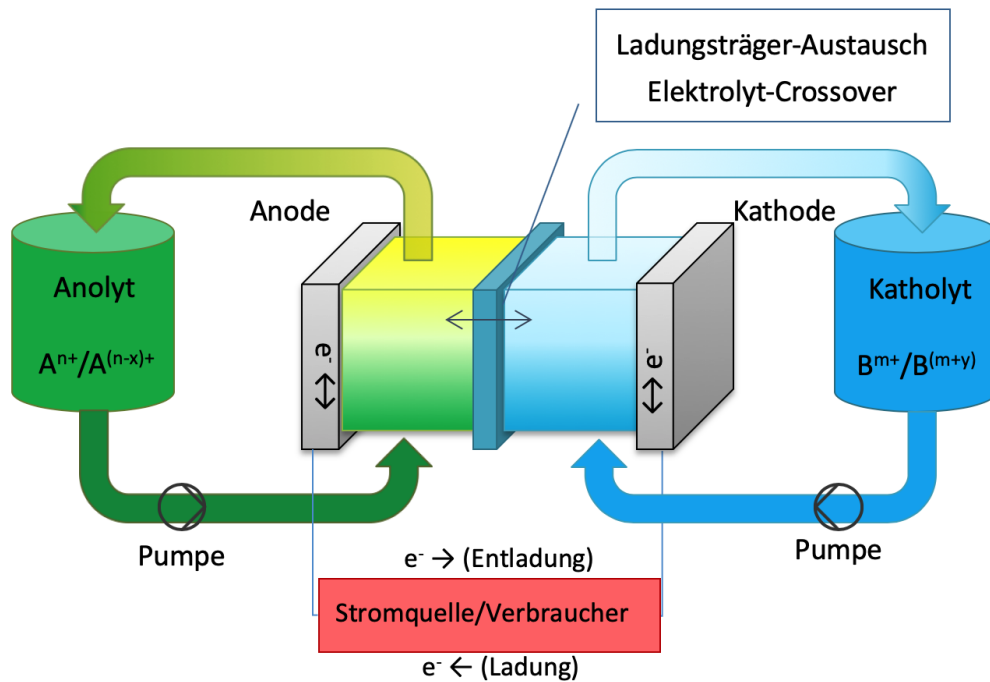 Ladungsträger-Austausch
Elektrolyt-Crossover
Anode
Kathode
Anolyt
Aⁿ⁺/A⁽ⁿ⁻ˣ⁾⁺
Katholyt
Bᵐ⁺/B⁽ᵐ⁺ʸ⁾
e⁻ ↔
e⁻ ↔
Pumpe
Pumpe
e⁻ → (Entladung)
Stromquelle/Verbraucher
e⁻ ← (Ladung)